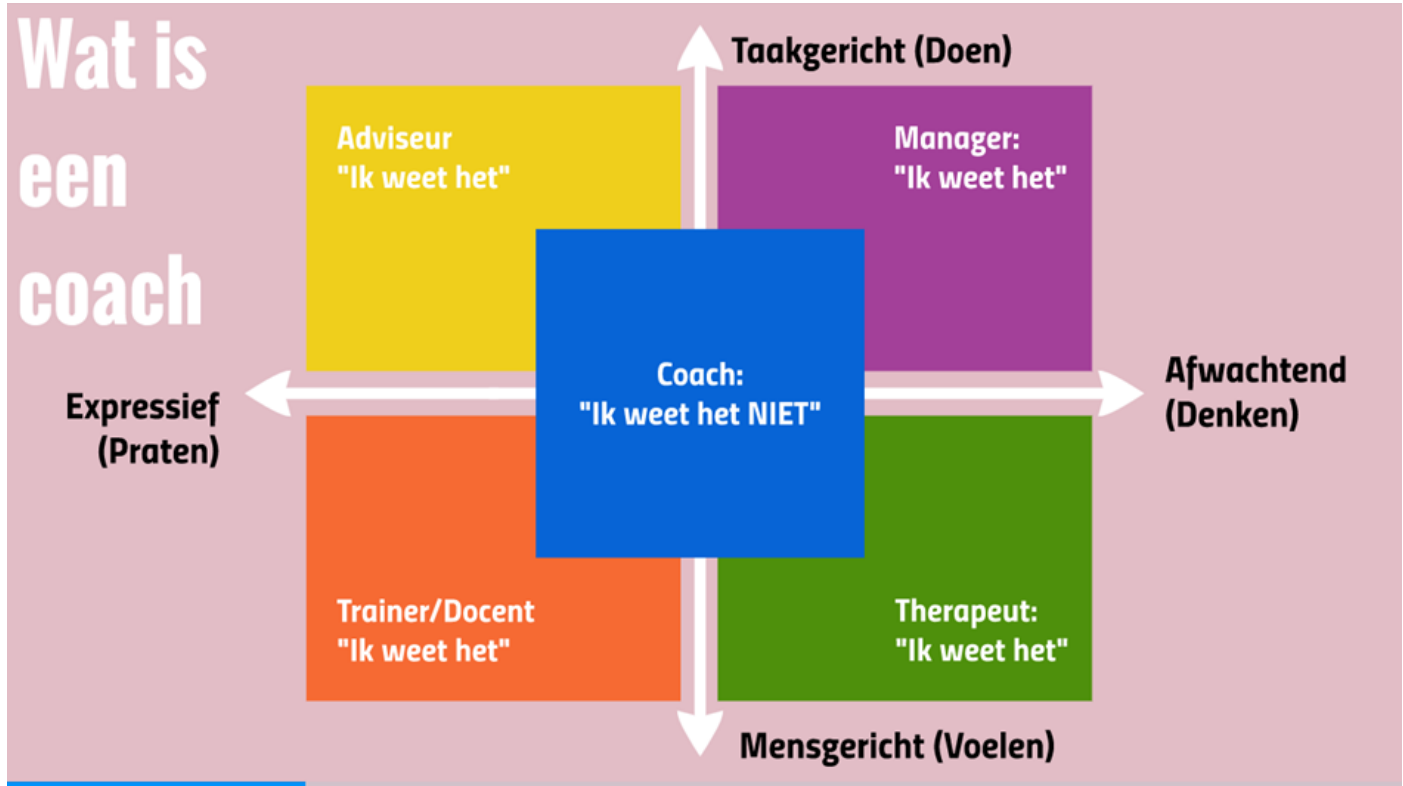 Wat is
een
coach
Taakgericht (Doen)
Adviseur
"Ik weet het"
Manager:
"Ik weet het"
Coach:
"Ik weet het NIET"
Expressief
(Praten)
Afwachtend
(Denken)
Trainer/Docent
"Ik weet het"
Therapeut:
"Ik weet het"
Mensgericht (Voelen)